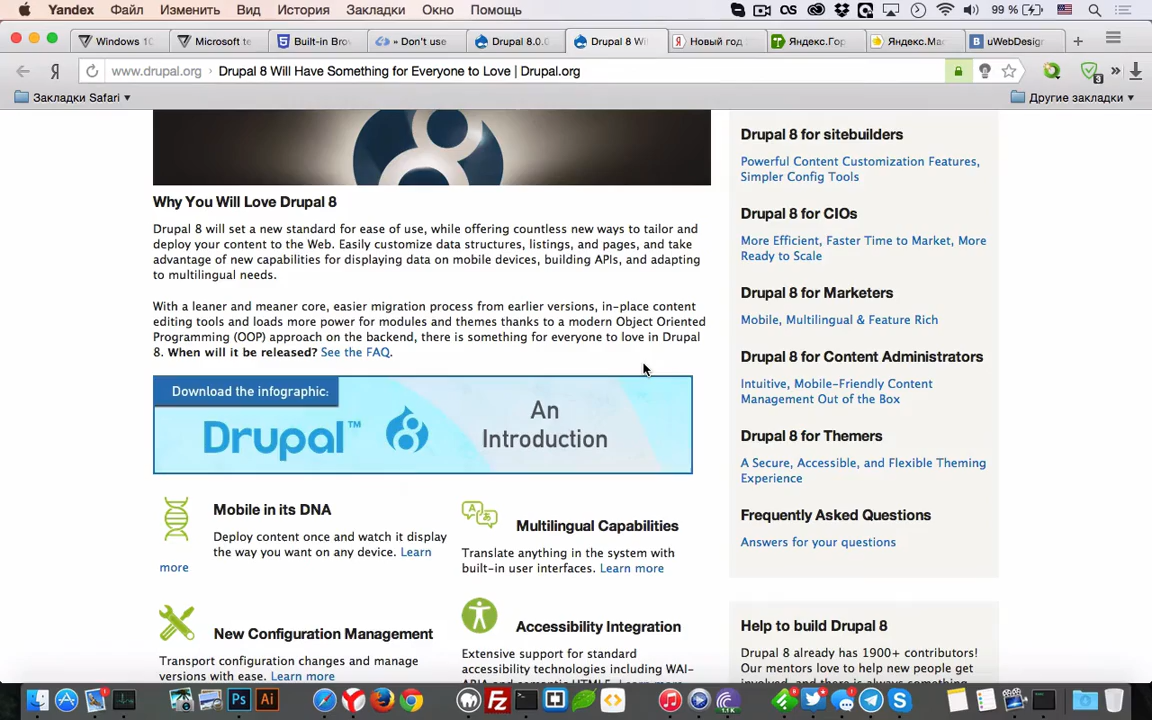 Yandex Файл Изменить Вид История Закладки Окно Помощь
99 %
Windows 10
Microsoft te
Built-in Bro
» Don't use
Drupal 8.0.0
Drupal 8 Wi
Новый год
Яндекс.Гор
Яндекс.Ма
uWebDesign
www.drupal.org › Drupal 8 Will Have Something for Everyone to Love | Drupal.org
3
Закладки Safari
Другие закладки
Why You Will Love Drupal 8
Drupal 8 will set a new standard for ease of use, while offering countless new ways to tailor and
deploy your content to the Web. Easily customize data structures, listings, and pages, and take
advantage of new capabilities for displaying data on mobile devices, building APIs, and adapting
to multilingual needs.
With a leaner and meaner core, easier migration process from earlier versions, in-place content
editing tools and loads more power for modules and themes thanks to a modern Object Oriented
Programming (OOP) approach on the backend, there is something for everyone to love in Drupal
8. When will it be released? See the FAQ.
Download the infographic:
Drupal™
An
Introduction
Mobile in its DNA
Deploy content once and watch it display
the way you want on any device. Learn
more
Multilingual Capabilities
Translate anything in the system with
built-in user interfaces. Learn more
New Configuration Management
Transport configuration changes and manage
versions with ease. Learn more
Accessibility Integration
Extensive support for standard
accessibility technologies including WAI-
Drupal 8 for sitebuilders
Powerful Content Customization Features,
Simpler Config Tools
Drupal 8 for CIOs
More Efficient, Faster Time to Market, More
Ready to Scale
Drupal 8 for Marketers
Mobile, Multilingual & Feature Rich
Drupal 8 for Content Administrators
Intuitive, Mobile-Friendly Content
Management Out of the Box
Drupal 8 for Themers
A Secure, Accessible, and Flexible Theming
Experience
Frequently Asked Questions
Answers for your questions
Help to build Drupal 8
Drupal 8 already has 1900+ contributors!
Our mentors love to help new people get